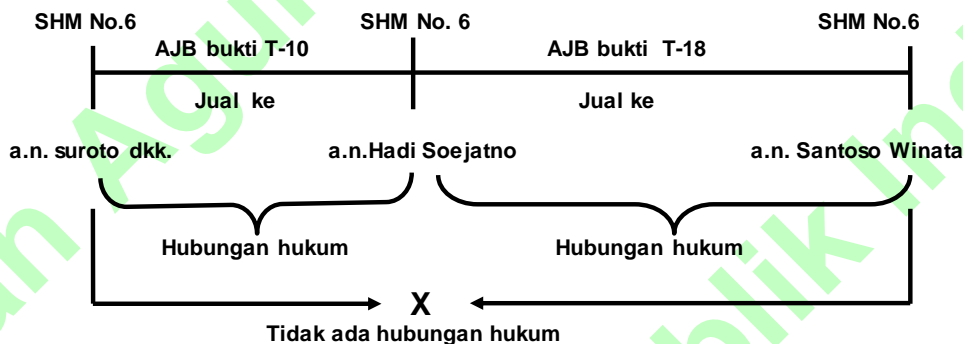 SHM No.6 SHM No. 6 SHM No.6
AJB bukti T-10 AJB bukti T-18
Jual ke Jual ke
a.n. suroto dkk. a.n.Hadi Soejatno a.n. Santoso Winata
Hubungan hukum Hubungan hukum
X
Tidak ada hubungan hukum